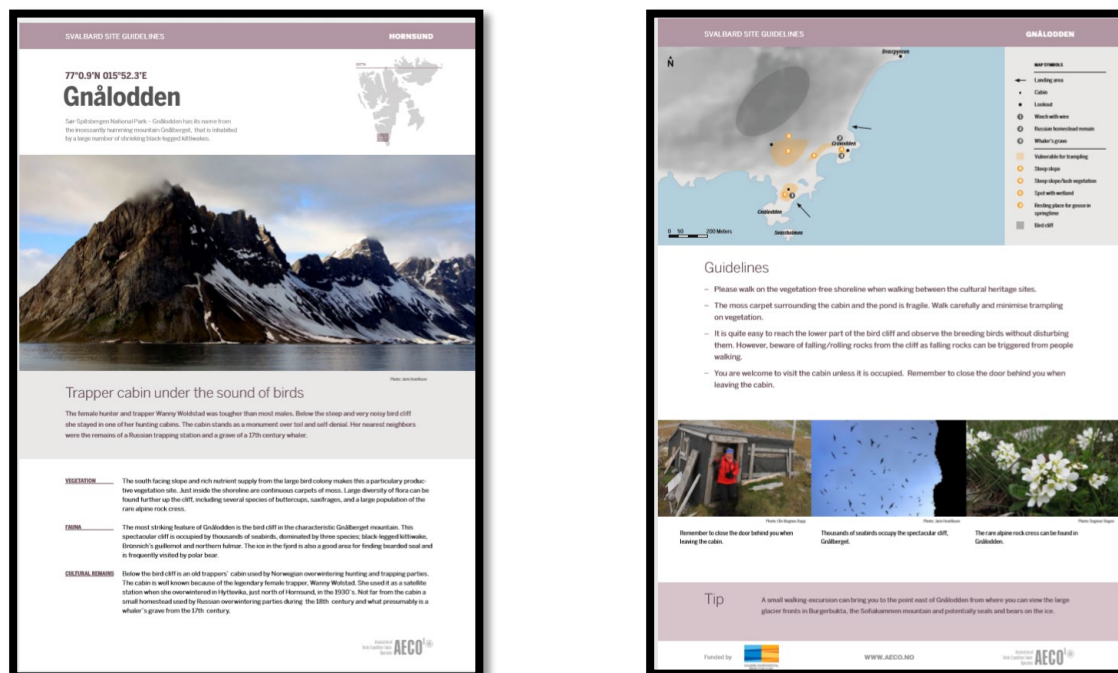 SVALBARD SITE GUIDELINES
HORNSUND
77°0.9'N 015°52.3'E
Gnålodden
Sør-Spitsbergen National Park – Gnålodden has its name from
the incessantly humming mountain Gnålberget, that is inhabited
by a large number of shrieking black-legged kittiwakes.
Trapper cabin under the sound of birds
The female hunter and trapper Wanny Woldstad was tougher than most males. Below the steep and very noisy bird cliff
she stayed in one of her hunting cabins. The cabin stands as a monument over toil and self-denial. Her nearest neighbors
were the remains of a Russian trapping station and a grave of a 17th century whaler.
VEGETATION
The south facing slope and rich nutrient supply from the large bird colony makes this a particulary produc-
tive vegetation site. Just inside the shoreline are continuous carpets of moss. Large diversity of flora can be
found further up the cliff, including several species of buttercups, saxifrages, and a large population of the
rare alpine rock cress.
FAUNA
The most striking feature of Gnålodden is the bird cliff in the characteristic Gnålberget mountain. This
spectacular cliff is occupied by thousands of seabirds, dominated by three species; black-legged kittiwake,
Brünnich's guillemot and northern fulmar. The ice in the fjord is also a good area for finding bearded seal and
is frequently visited by polar bear.
CULTURAL REMAINS
Below the bird cliff is an old trappers' cabin used by Norwegian overwintering hunting and trapping parties.
The cabin is well known because of the legendary female trapper, Wanny Wolstad. She used it as a satellite
station when she overwintered in Hyttevika, just north of Hornsund, in the 1930's. Not far from the cabin a
small homestead used by Russian overwintering parties during the 18th century and what presumably is a
whaler's grave from the 17th century.
AECO
SVALBARD SITE GUIDELINES
GNÅLODDEN
N
Gnålodden
0 50 200 Meters
MAP SYMBOLS
Landing area
Cabin
Lookout
Winch with wire
Russian homestead remain
Whaler's grave
Vulnerable for trampling
Steep slope
Steep slope/lush vegetation
Spot with wetland
Resting place for geese in
springtime
Bird cliff
Guidelines
– Please walk on the vegetation-free shoreline when walking between the cultural heritage sites.
– The moss carpet surrounding the cabin and the pond is fragile. Walk carefully and minimise trampling
on vegetation.
– It is quite easy to reach the lower part of the bird cliff and observe the breeding birds without disturbing
them. However, beware of falling/rolling rocks from the cliff as falling rocks can be triggered from people
walking.
– You are welcome to visit the cabin unless it is occupied. Remember to close the door behind you when
leaving the cabin.
Remember to close the door behind you when
leaving the cabin.
Thousands of seabirds occupy the spectacular cliff,
Gnålberget.
The rare alpine rock cress can be found in
Gnålodden.
Tip
A small walking-excursion can bring you to the point east of Gnålodden from where you can view the large
glacier fronts in Burgerbukta, the Sofiakammen mountain and potentially seals and bears on the ice.
Funded by
WWW.AECO.NO
AECO